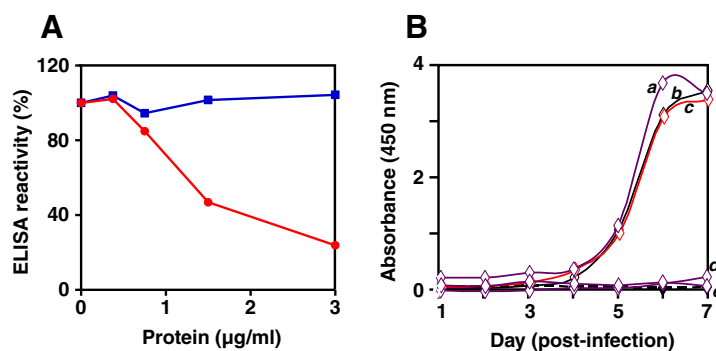 A
B
ELISA reactivity (%)
120
80
40
0
0
1
2
3
Protein (µg/ml)
Absorbance (450 nm)
4
2
0
1
3
5
7
Day (post-infection)
a
b
c
d
e